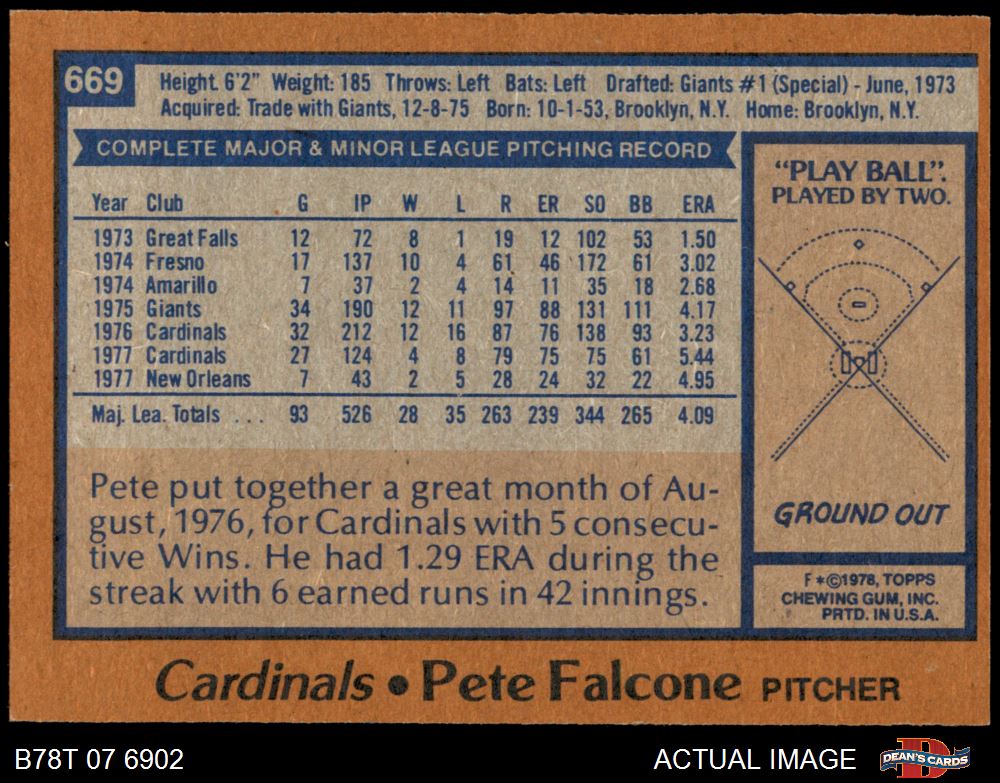 669
Height. 6'2" Weight: 185 Throws: Left Bats: Left Drafted: Giants #1 (Special) - June, 1973
Acquired: Trade with Giants, 12-8-75 Born: 10-1-53, Brooklyn, N.Y. Home: Brooklyn, N.Y.
COMPLETE MAJOR & MINOR LEAGUE PITCHING RECORD
Year Club G IP W L R ER SO BB ERA
1973 Great Falls 12 72 8 1 19 12 102 53 1.50
1974 Fresno 17 137 10 4 61 46 172 61 3.02
1974 Amarillo 7 37 2 4 14 11 35 18 2.68
1975 Giants 34 190 12 11 97 88 131 111 4.17
1976 Cardinals 32 212 12 16 87 76 138 93 3.23
1977 Cardinals 27 124 4 8 79 75 75 61 5.44
1977 New Orleans 7 43 2 5 28 24 32 22 4.95
Maj. Lea. Totals . . . 93 526 28 35 263 239 344 265 4.09
Pete put together a great month of Au-
gust, 1976, for Cardinals with 5 consecu-
tive Wins. He had 1.29 ERA during the
streak with 6 earned runs in 42 innings.
"PLAY BALL".
PLAYED BY TWO.
GROUND OUT
F*©1978, TOPPS
CHEWING GUM, INC.
PRTD. IN U.S.A.
Cardinals • Pete Falcone PITCHER
B78T 07 6902
ACTUAL IMAGE
D
DEAN'S CARDS